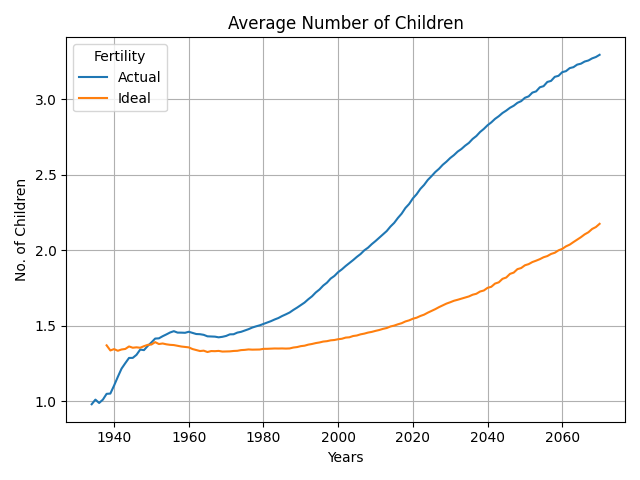 Average Number of Children
Fertility
Actual
Ideal
No. of Children
3.0
2.5
2.0
1.5
1.0
1940 1960 1980 2000 2020 2040 2060
Years